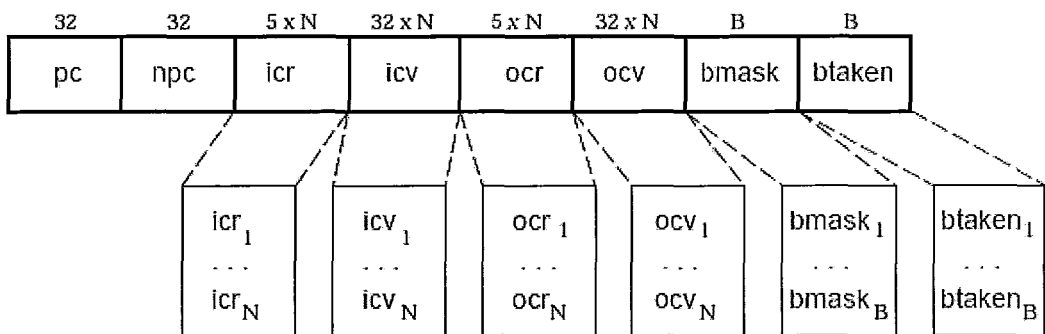 32 32 5 x N 32 x N 5 x N 32 x N B B
pc npc icr icv ocr ocv bmask btaken
icr1 icv1 ocr1 ocv1 bmask1 btaken1
... ... ... ... ... ...
icrN icvN ocrN ocvN bmaskB btakenB